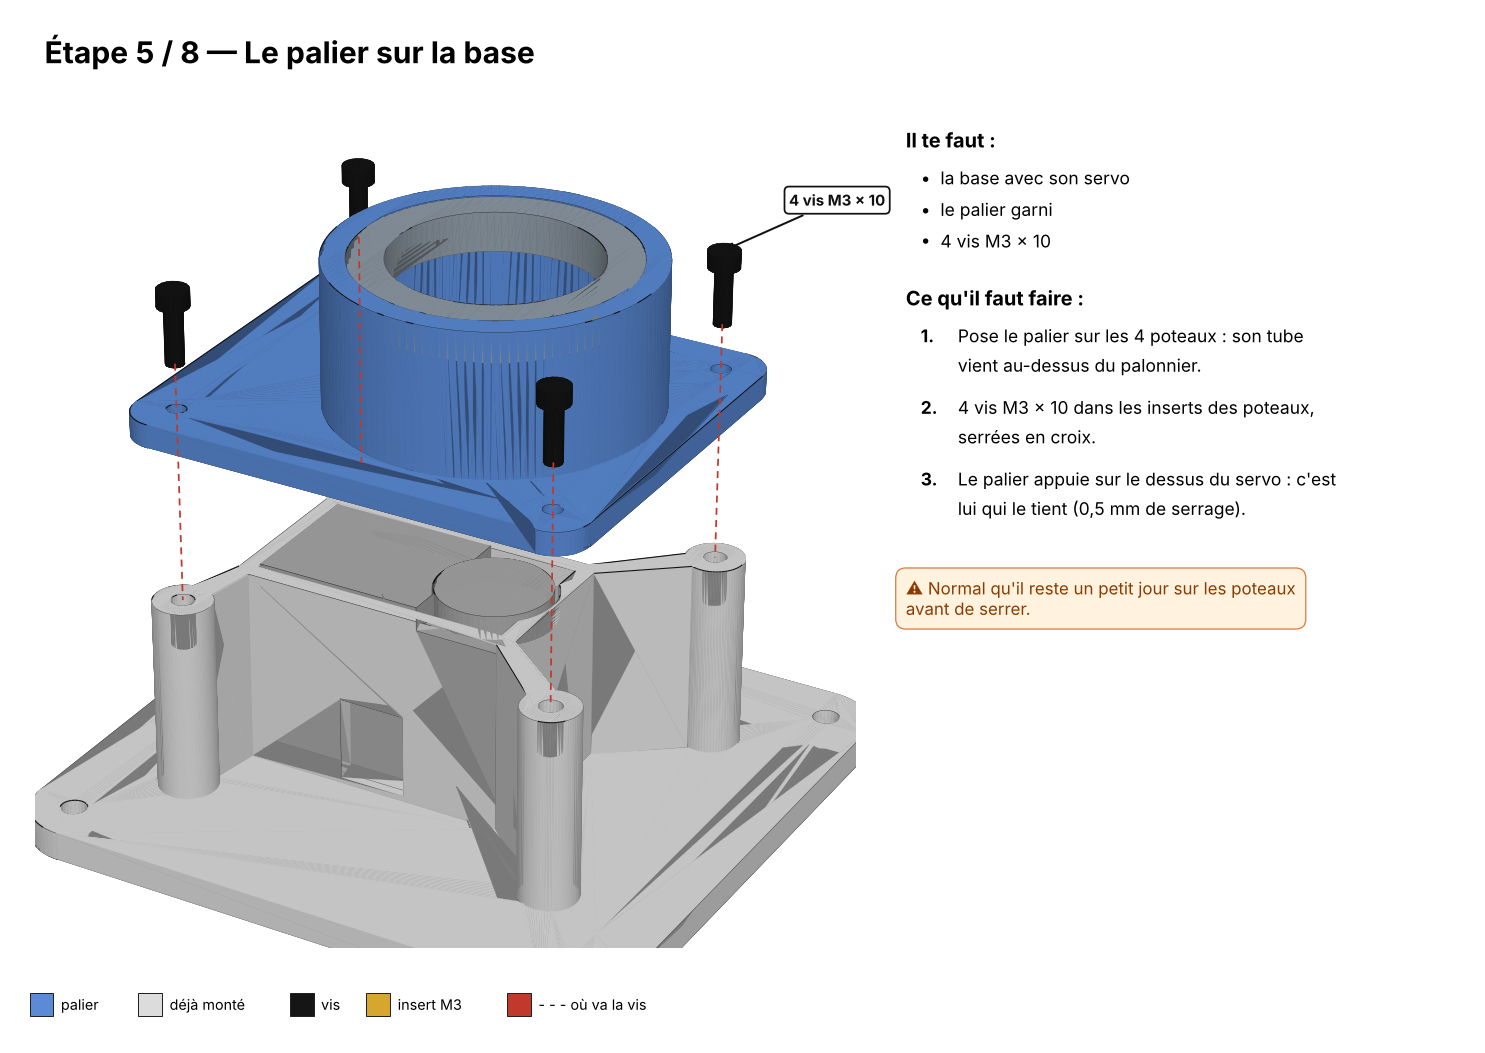 Étape 5 / 8 — Le palier sur la base
4 vis M3 × 10
Il te faut :
• la base avec son servo
• le palier garni
• 4 vis M3 × 10
Ce qu'il faut faire :
1. Pose le palier sur les 4 poteaux : son tube
vient au-dessus du palonnier.
2. 4 vis M3 × 10 dans les inserts des poteaux,
serrées en croix.
3. Le palier appuie sur le dessus du servo : c'est
lui qui le tient (0,5 mm de serrage).
⚠ Normal qu'il reste un petit jour sur les poteaux
avant de serrer.
palier
déjà monté
vis
insert M3
- - - où va la vis